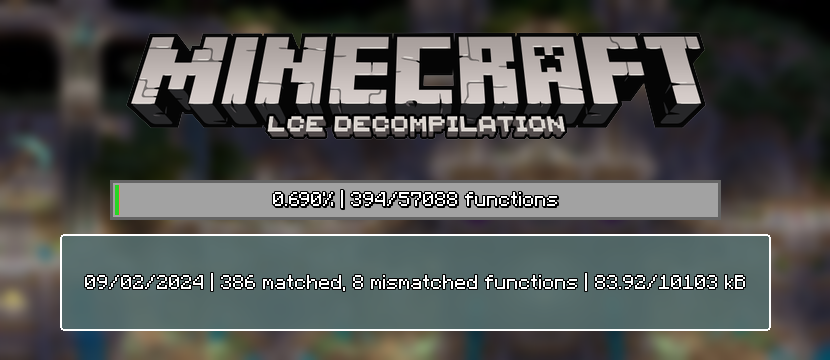 MINECRAFT
LCE DECOMPILATION
0.690% | 394/57088 functions
09/02/2024 | 386 matched, 8 mismatched functions | 83.92/10103 kB